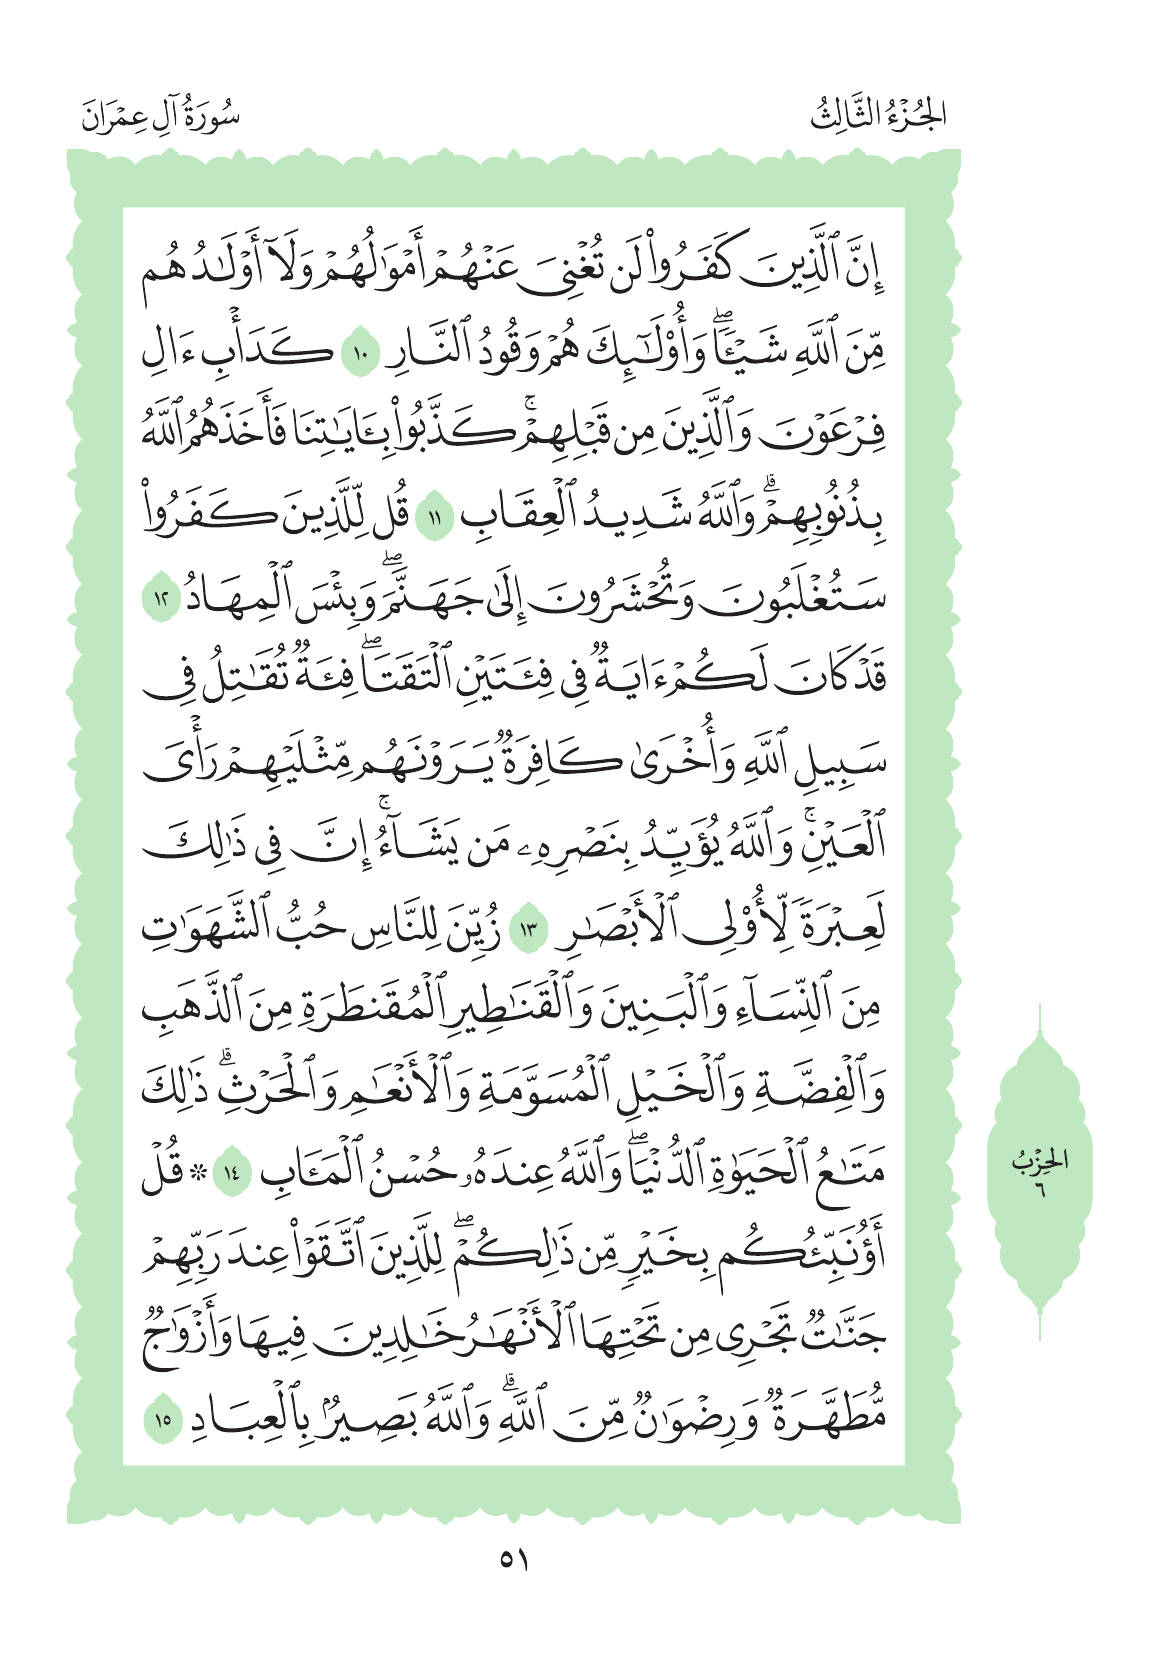 الجُزْءُ الثَّالِثُ
سُورَةُ آلِ عِمْرَانَ
إِنَّ ٱلَّذِينَ كَفَرُوا۟ لَن تُغْنِىَ عَنْهُمْ أَمْوَٰلُهُمْ وَلَآ أَوْلَـٰدُهُم
مِّنَ ٱللَّهِ شَيْـًٔا ۖ وَأُو۟لَـٰٓئِكَ هُمْ وَقُودُ ٱلنَّارِ ١٠ كَدَأْبِ ءَالِ
فِرْعَوْنَ وَٱلَّذِينَ مِن قَبْلِهِمْ ۚ كَذَّبُوا۟ بِـَٔايَـٰتِنَا فَأَخَذَهُمُ ٱللَّهُ
بِذُنُوبِهِمْ ۗ وَٱللَّهُ شَدِيدُ ٱلْعِقَابِ ١١ قُل لِّلَّذِينَ كَفَرُوا۟
سَتُغْلَبُونَ وَتُحْشَرُونَ إِلَىٰ جَهَنَّمَ ۖ وَبِئْسَ ٱلْمِهَادُ ١٢
قَدْ كَانَ لَكُمْ ءَايَةٌ فِى فِئَتَيْنِ ٱلْتَقَتَا ۖ فِئَةٌ تُقَـٰتِلُ فِى
سَبِيلِ ٱللَّهِ وَأُخْرَىٰ كَافِرَةٌ يَرَوْنَهُم مِّثْلَيْهِمْ رَأْىَ
ٱلْعَيْنِ ۚ وَٱللَّهُ يُؤَيِّدُ بِنَصْرِهِۦ مَن يَشَآءُ ۚ إِنَّ فِى ذَٰلِكَ
لَعِبْرَةً لِّأُو۟لِى ٱلْأَبْصَـٰرِ ١٣ زُيِّنَ لِلنَّاسِ حُبُّ ٱلشَّهَوَٰتِ
مِنَ ٱلنِّسَآءِ وَٱلْبَنِينَ وَٱلْقَنَـٰطِيرِ ٱلْمُقَنطَرَةِ مِنَ ٱلذَّهَبِ
وَٱلْفِضَّةِ وَٱلْخَيْلِ ٱلْمُسَوَّمَةِ وَٱلْأَنْعَـٰمِ وَٱلْحَرْثِ ۗ ذَٰلِكَ
مَتَـٰعُ ٱلْحَيَوٰةِ ٱلدُّنْيَا ۖ وَٱللَّهُ عِندَهُۥ حُسْنُ ٱلْمَـَٔابِ ١٤ ۞ قُلْ
أَؤُنَبِّئُكُم بِخَيْرٍ مِّن ذَٰلِكُمْ ۖ لِلَّذِينَ ٱتَّقَوْا۟ عِندَ رَبِّهِمْ
جَنَّـٰتٌ تَجْرِى مِن تَحْتِهَا ٱلْأَنْهَـٰرُ خَـٰلِدِينَ فِيهَا وَأَزْوَٰجٌ
مُّطَهَّرَةٌ وَرِضْوَٰنٌ مِّنَ ٱللَّهِ ۗ وَٱللَّهُ بَصِيرٌۢ بِٱلْعِبَادِ ١٥
الحِزْبُ
٦
٥١